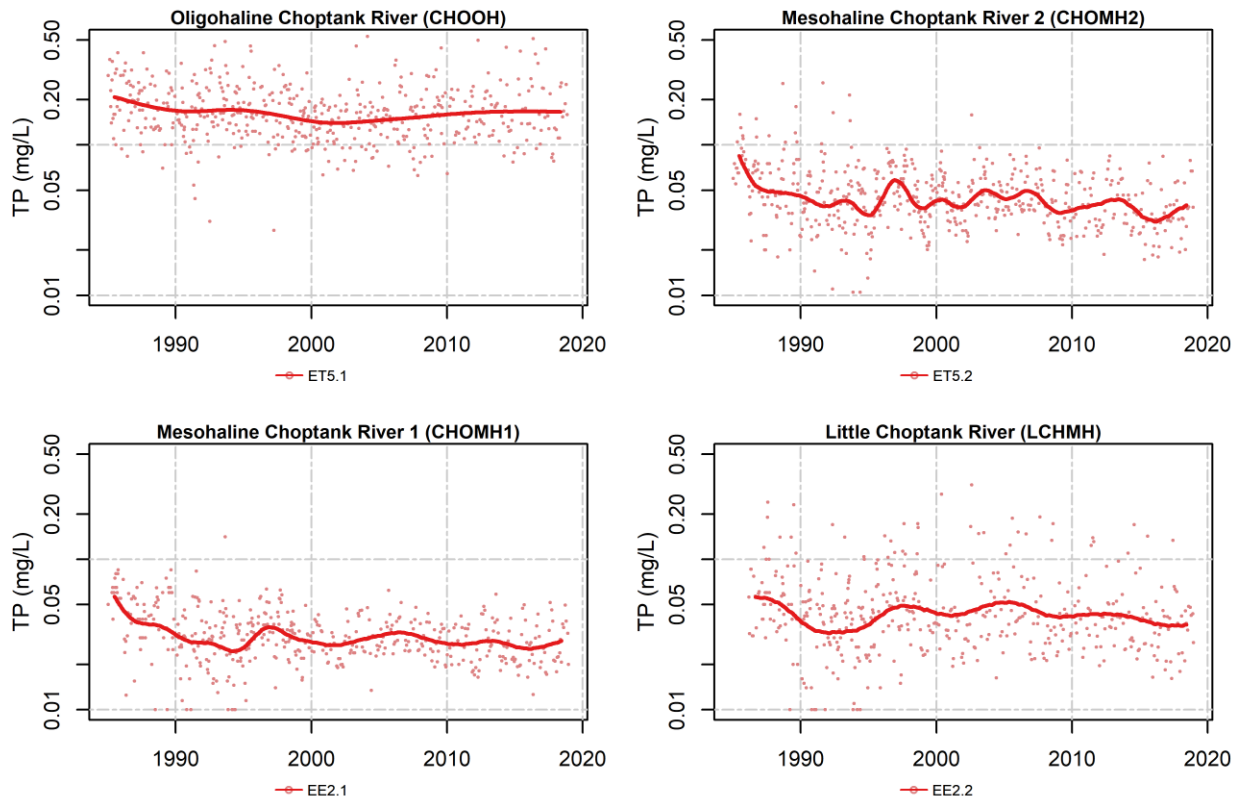 Oligohaline Choptank River (CHOOH)
TP (mg/L)
0.50
0.20
0.05
0.01
1990 2000 2010 2020
ET5.1
Mesohaline Choptank River 2 (CHOMH2)
TP (mg/L)
0.50
0.20
0.05
0.01
1990 2000 2010 2020
ET5.2
Mesohaline Choptank River 1 (CHOMH1)
TP (mg/L)
0.50
0.20
0.05
0.01
1990 2000 2010 2020
EE2.1
Little Choptank River (LCHMH)
TP (mg/L)
0.50
0.20
0.05
0.01
1990 2000 2010 2020
EE2.2